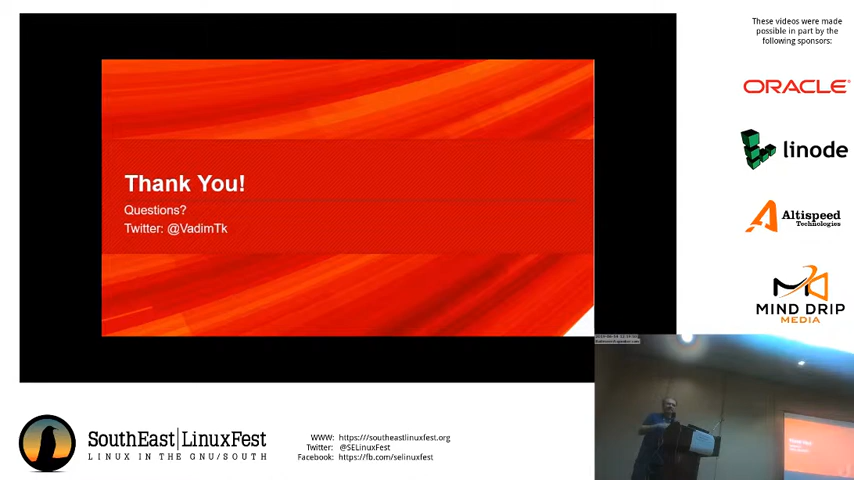 These videos were made
possible in part by the
following sponsors:
ORACLE
linode
Altispeed
Technologies
MIND DRIP
MEDIA
Thank You!
Questions?
Twitter: @VadimTk
SouthEast|LinuxFest
LINUX IN THE GNU/SOUTH
WWW: https:///southeastlinuxfest.org
Twitter: @SELinuxFest
Facebook: https://fb.com/selinuxfest